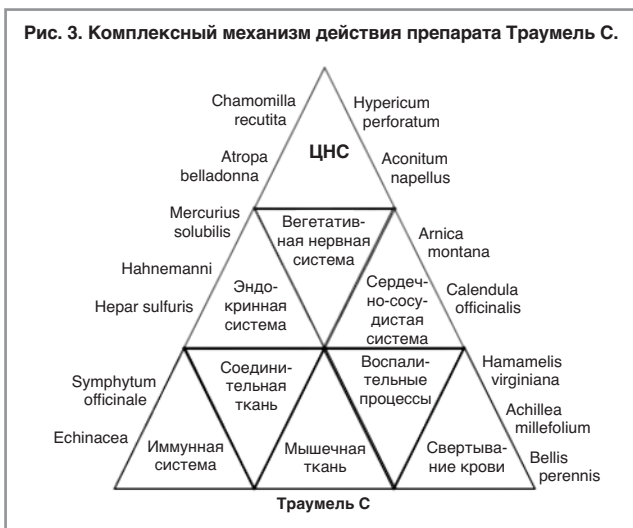 Рис. 3. Комплексный механизм действия препарата Траумель С.
Chamomilla
recutita
Hypericum
perforatum
ЦНС
Atropa
belladonna
Aconitum
napellus
Mercurius
solubilis
Вегетатив-
ная нервная
система
Arnica
montana
Hahnemanni
Hepar sulfuris
Эндо-
кринная
система
Сердеч-
но-сосу-
дистая
система
Calendula
officinalis
Symphytum
officinale
Соедини-
тельная
ткань
Воспали-
тельные
процессы
Hamamelis
virginiana
Achillea
millefolium
Echinacea
Иммунная
система
Мышечная
ткань
Свертыва-
ние крови
Bellis
perennis
Траумель С